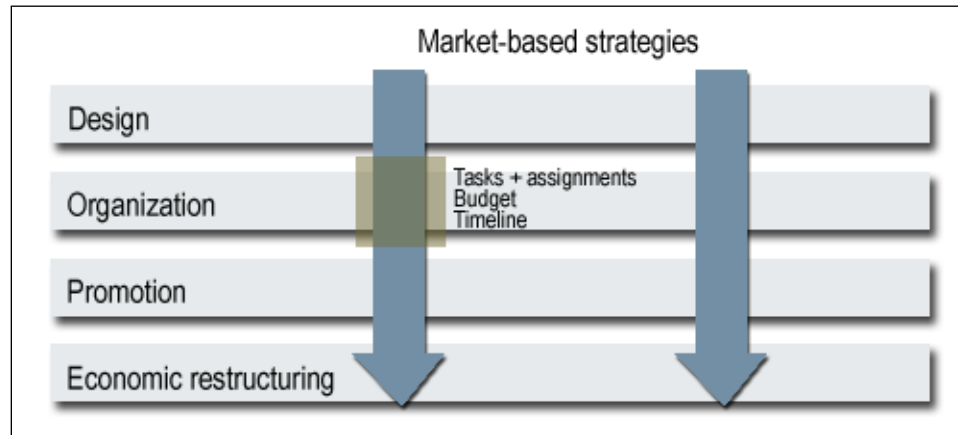 Market-based strategies
Design
Organization
Tasks + assignments
Budget
Timeline
Promotion
Economic restructuring